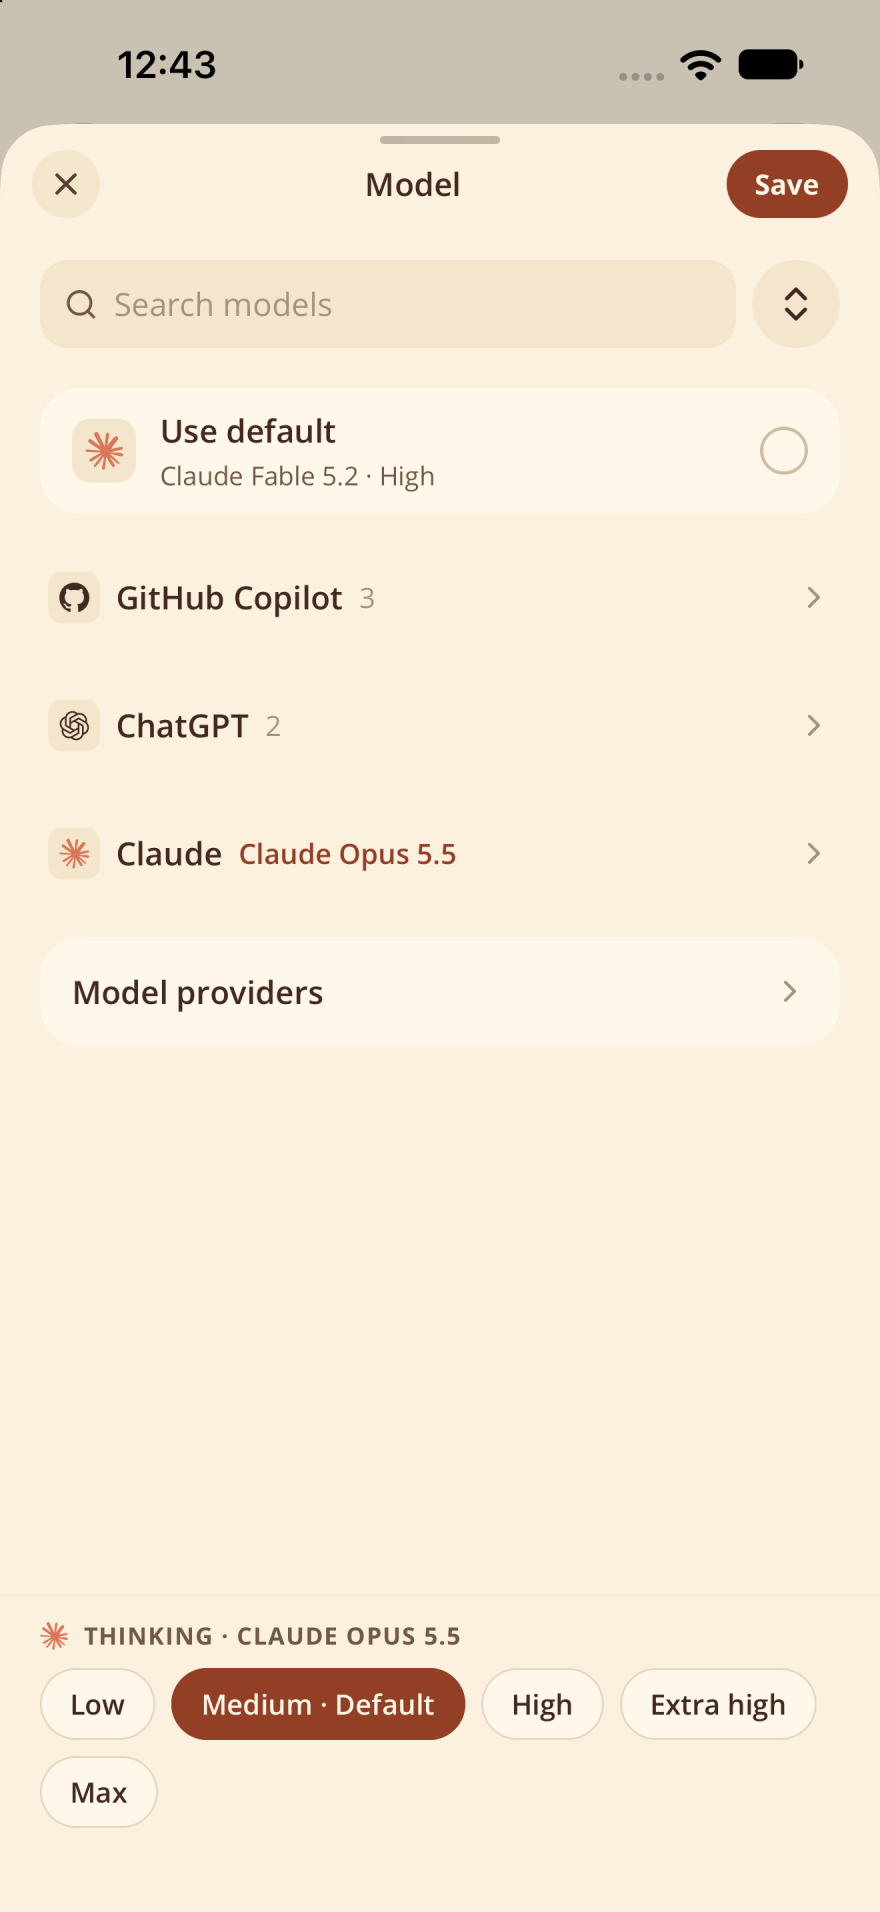 12:43
Model
Save
Search models
Use default
Claude Fable 5.2 · High
GitHub Copilot 3
ChatGPT 2
Claude Claude Opus 5.5
Model providers
THINKING · CLAUDE OPUS 5.5
Low
Medium · Default
High
Extra high
Max